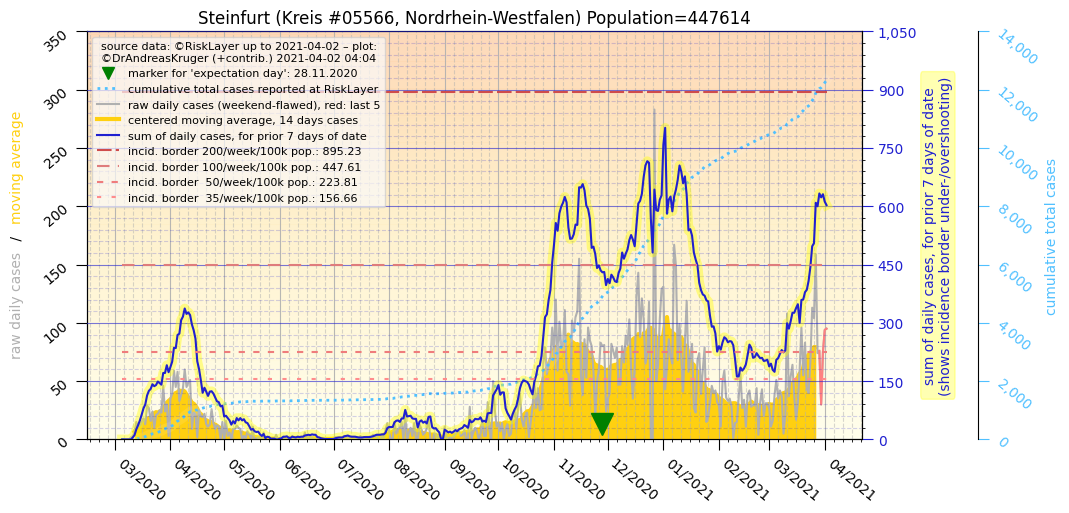 Steinfurt (Kreis #05566, Nordrhein-Westfalen) Population=447614
source data: ©RiskLayer up to 2021-04-02 – plot:
©DrAndreasKruger (+contrib.) 2021-04-02 04:04
marker for 'expectation day': 28.11.2020
cumulative total cases reported at RiskLayer
raw daily cases (weekend-flawed), red: last 5
centered moving average, 14 days cases
sum of daily cases, for prior 7 days of date
incid. border 200/week/100k pop.: 895.23
incid. border 100/week/100k pop.: 447.61
incid. border  50/week/100k pop.: 223.81
incid. border  35/week/100k pop.: 156.66
raw daily cases  /  moving average
350
300
250
200
150
100
50
0
03/2020
04/2020
05/2020
06/2020
07/2020
08/2020
09/2020
10/2020
11/2020
12/2020
01/2021
02/2021
03/2021
04/2021
1,050
900
750
600
450
300
150
0
sum of daily cases, for prior 7 days of date
(shows incidence border under-/overshooting)
14,000
12,000
10,000
8,000
6,000
4,000
2,000
0
cumulative total cases